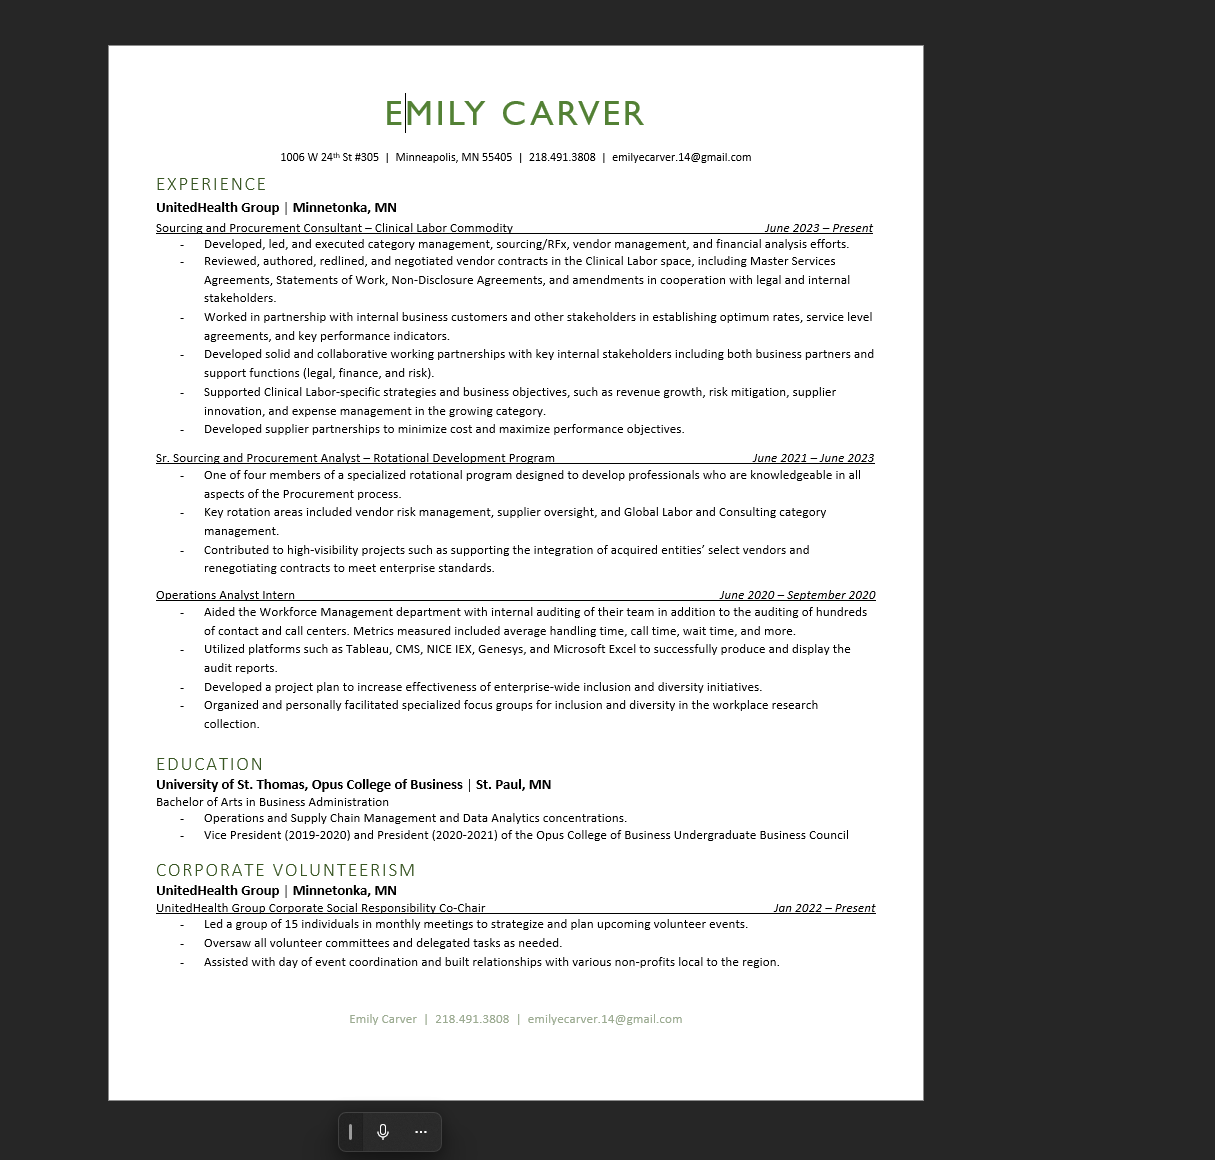 EMILY CARVER
1006 W 24th St #305 | Minneapolis, MN 55405 | 218.491.3808 | emilyecarver.14@gmail.com
EXPERIENCE
UnitedHealth Group | Minnetonka, MN
Sourcing and Procurement Consultant – Clinical Labor Commodity June 2023 – Present
- Developed, led, and executed category management, sourcing/RFx, vendor management, and financial analysis efforts.
- Reviewed, authored, redlined, and negotiated vendor contracts in the Clinical Labor space, including Master Services
Agreements, Statements of Work, Non-Disclosure Agreements, and amendments in cooperation with legal and internal
stakeholders.
- Worked in partnership with internal business customers and other stakeholders in establishing optimum rates, service level
agreements, and key performance indicators.
- Developed solid and collaborative working partnerships with key internal stakeholders including both business partners and
support functions (legal, finance, and risk).
- Supported Clinical Labor-specific strategies and business objectives, such as revenue growth, risk mitigation, supplier
innovation, and expense management in the growing category.
- Developed supplier partnerships to minimize cost and maximize performance objectives.
Sr. Sourcing and Procurement Analyst – Rotational Development Program June 2021 – June 2023
- One of four members of a specialized rotational program designed to develop professionals who are knowledgeable in all
aspects of the Procurement process.
- Key rotation areas included vendor risk management, supplier oversight, and Global Labor and Consulting category
management.
- Contributed to high-visibility projects such as supporting the integration of acquired entities’ select vendors and
renegotiating contracts to meet enterprise standards.
Operations Analyst Intern June 2020 – September 2020
- Aided the Workforce Management department with internal auditing of their team in addition to the auditing of hundreds
of contact and call centers. Metrics measured included average handling time, call time, wait time, and more.
- Utilized platforms such as Tableau, CMS, NICE IEX, Genesys, and Microsoft Excel to successfully produce and display the
audit reports.
- Developed a project plan to increase effectiveness of enterprise-wide inclusion and diversity initiatives.
- Organized and personally facilitated specialized focus groups for inclusion and diversity in the workplace research
collection.
EDUCATION
University of St. Thomas, Opus College of Business | St. Paul, MN
Bachelor of Arts in Business Administration
- Operations and Supply Chain Management and Data Analytics concentrations.
- Vice President (2019-2020) and President (2020-2021) of the Opus College of Business Undergraduate Business Council
CORPORATE VOLUNTEERISM
UnitedHealth Group | Minnetonka, MN
UnitedHealth Group Corporate Social Responsibility Co-Chair Jan 2022 – Present
- Led a group of 15 individuals in monthly meetings to strategize and plan upcoming volunteer events.
- Oversaw all volunteer committees and delegated tasks as needed.
- Assisted with day of event coordination and built relationships with various non-profits local to the region.
Emily Carver | 218.491.3808 | emilyecarver.14@gmail.com